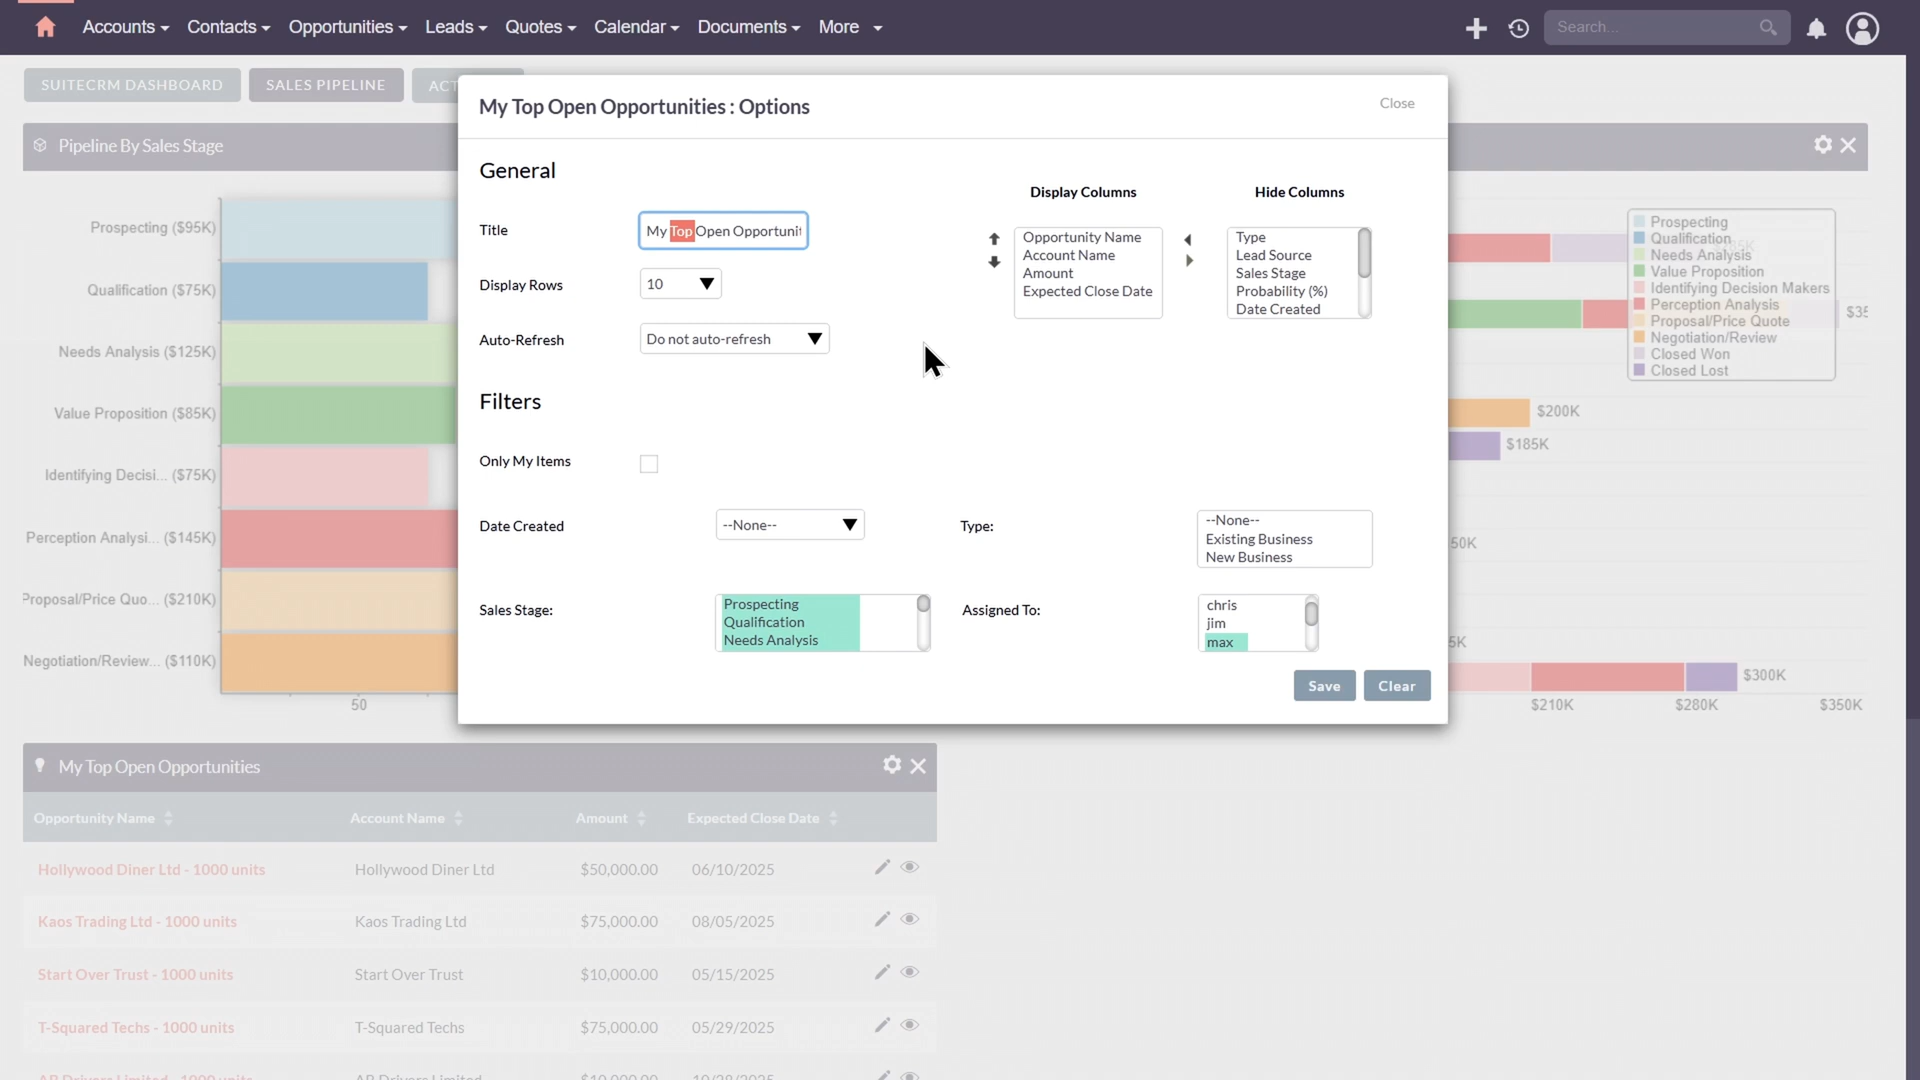 Accounts Contacts Opportunities Leads Quotes Calendar Documents More
Search...
SUITECRM DASHBOARD SALES PIPELINE ACT
My Top Open Opportunities : Options
Close
Pipeline By Sales Stage
General
Display Columns Hide Columns
Title
My Top Open Opportunit
Display Rows
10
Auto-Refresh
Do not auto-refresh
Opportunity Name
Account Name
Amount
Expected Close Date
Type
Lead Source
Sales Stage
Probability (%)
Date Created
Filters
Only My Items
Date Created
--None--
Type:
--None--
Existing Business
New Business
Sales Stage:
Prospecting
Qualification
Needs Analysis
Assigned To:
chris
jim
max
Save Clear
Prospecting ($95K)
Qualification ($75K)
Needs Analysis ($125K)
Value Proposition ($85K)
Identifying Decisi... ($75K)
Perception Analysi... ($145K)
Proposal/Price Quo... ($210K)
Negotiation/Review... ($110K)
50
Prospecting
Qualification
Needs Analysis
Value Proposition
Identifying Decision Makers
Perception Analysis
Proposal/Price Quote
Negotiation/Review
Closed Won
Closed Lost
$35
$200K
$185K
50K
5K
$300K
$210K $280K $350K
My Top Open Opportunities
Opportunity Name Account Name Amount Expected Close Date
Hollywood Diner Ltd - 1000 units Hollywood Diner Ltd $50,000.00 06/10/2025
Kaos Trading Ltd - 1000 units Kaos Trading Ltd $75,000.00 08/05/2025
Start Over Trust - 1000 units Start Over Trust $10,000.00 05/15/2025
T-Squared Techs - 1000 units T-Squared Techs $75,000.00 05/29/2025